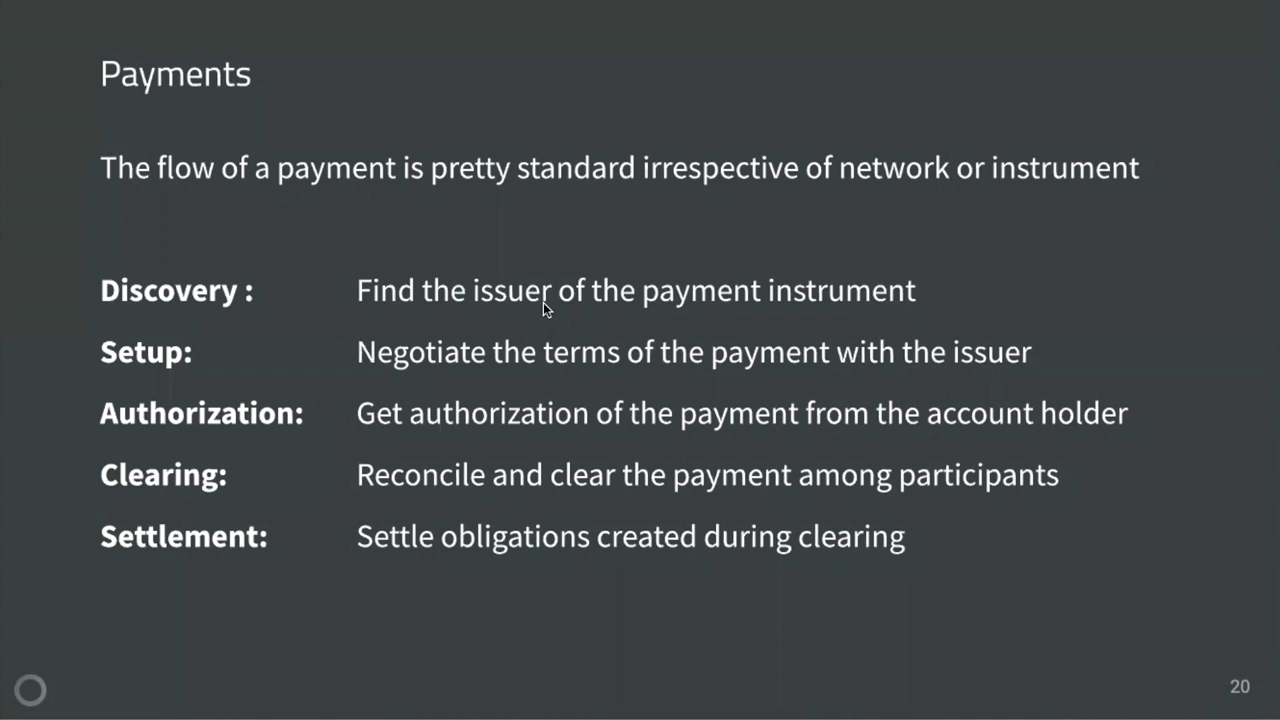 Payments
The flow of a payment is pretty standard irrespective of network or instrument
Discovery : Find the issuer of the payment instrument
Setup: Negotiate the terms of the payment with the issuer
Authorization: Get authorization of the payment from the account holder
Clearing: Reconcile and clear the payment among participants
Settlement: Settle obligations created during clearing
20